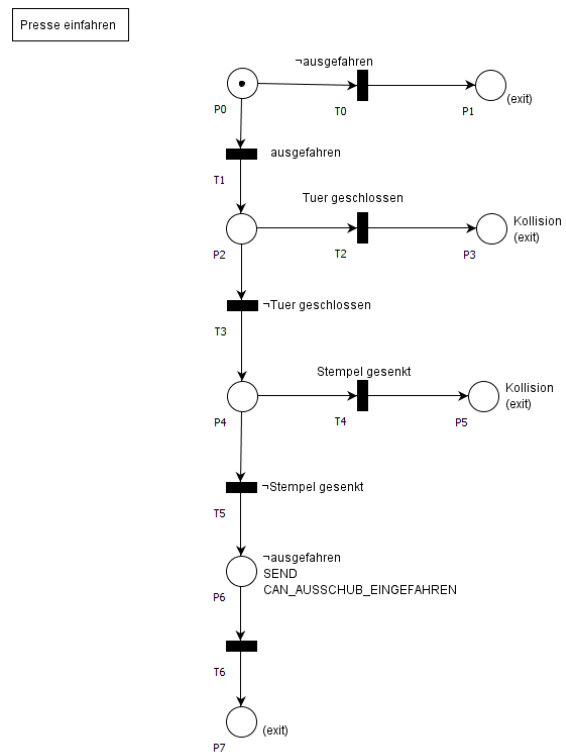 Presse einfahren
¬ausgefahren
P0
T0
P1
(exit)
ausgefahren
T1
Tuer geschlossen
Kollision
(exit)
P2
T2
P3
¬Tuer geschlossen
T3
Stempel gesenkt
Kollision
(exit)
P4
T4
P5
¬Stempel gesenkt
T5
¬ausgefahren
SEND
CAN_AUSSCHUB_EINGEFAHREN
P6
T6
(exit)
P7